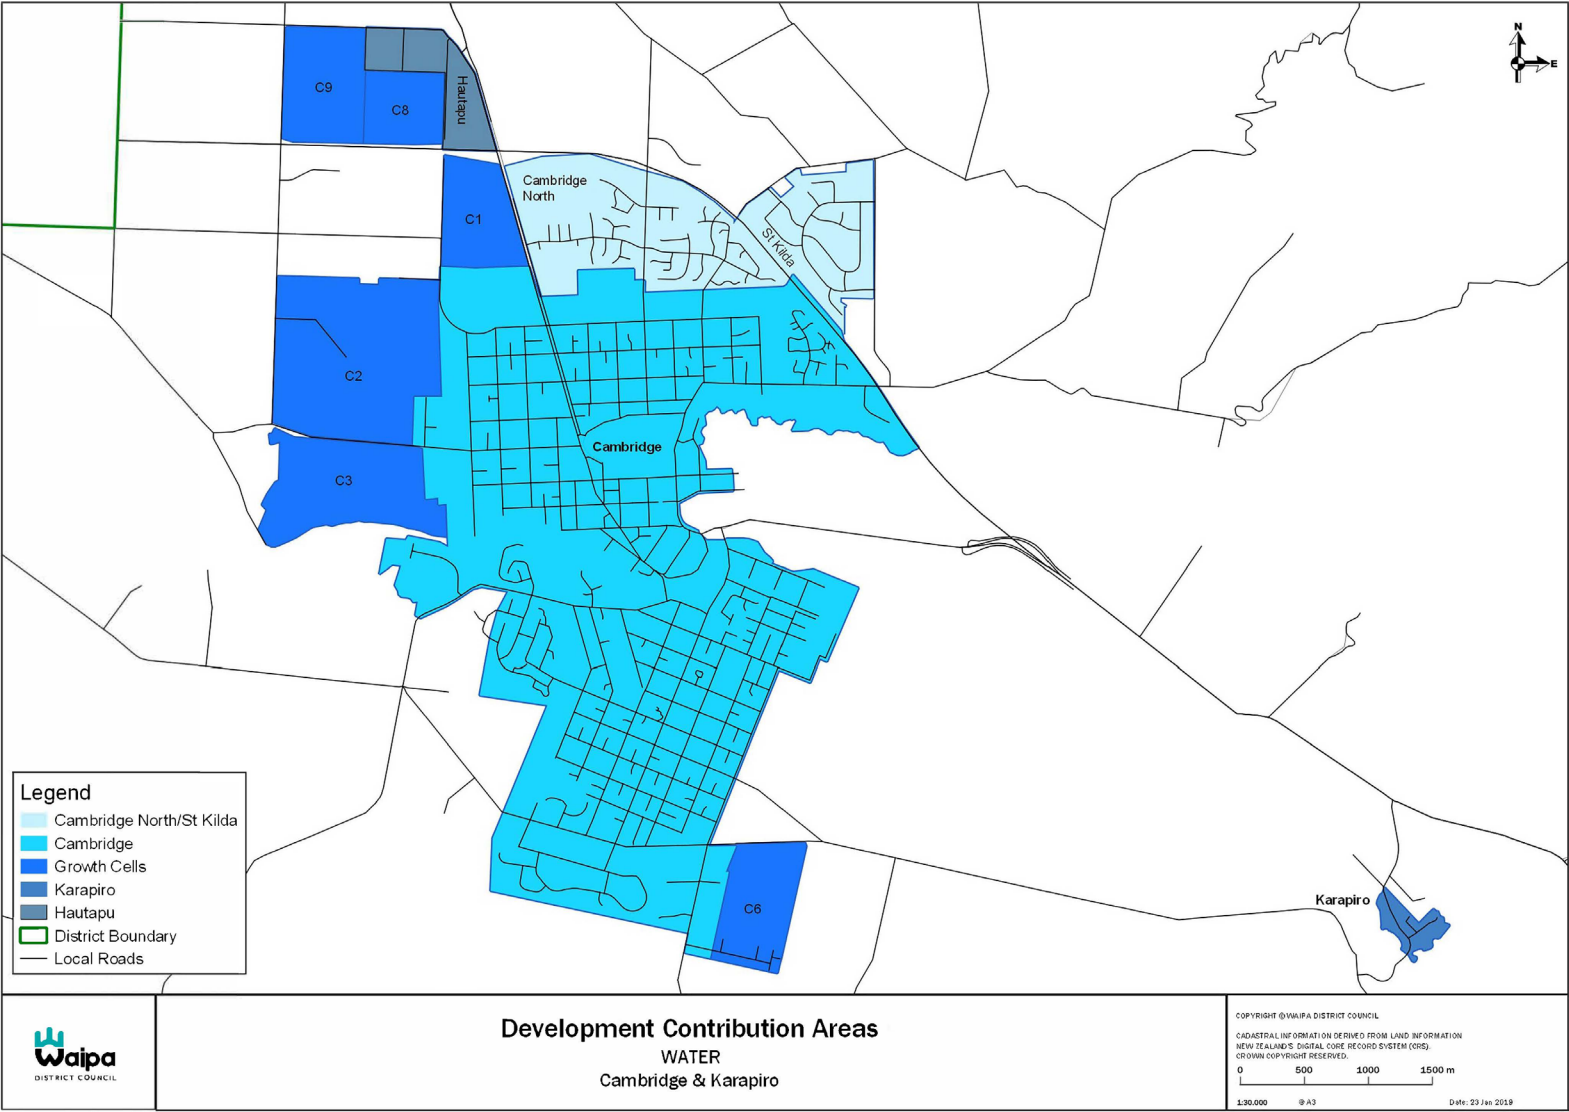 N
E
C9
C8
Hautapu
C1
Cambridge
North
St Kilda
C2
Cambridge
C3
C6
Karapiro
Legend
Cambridge North/St Kilda
Cambridge
Growth Cells
Karapiro
Hautapu
District Boundary
Local Roads
Waipa
DISTRICT COUNCIL
Development Contribution Areas
WATER
Cambridge & Karapiro
COPYRIGHT © WAIPA DISTRICT COUNCIL
CADASTRAL INFORMATION DERIVED FROM LAND INFORMATION
NEW ZEALAND'S DIGITAL CORE RECORD SYSTEM (CRS).
CROWN COPYRIGHT RESERVED.
0 500 1000 1500 m
1:30,000 @ A3 Date: 23 Jan 2019